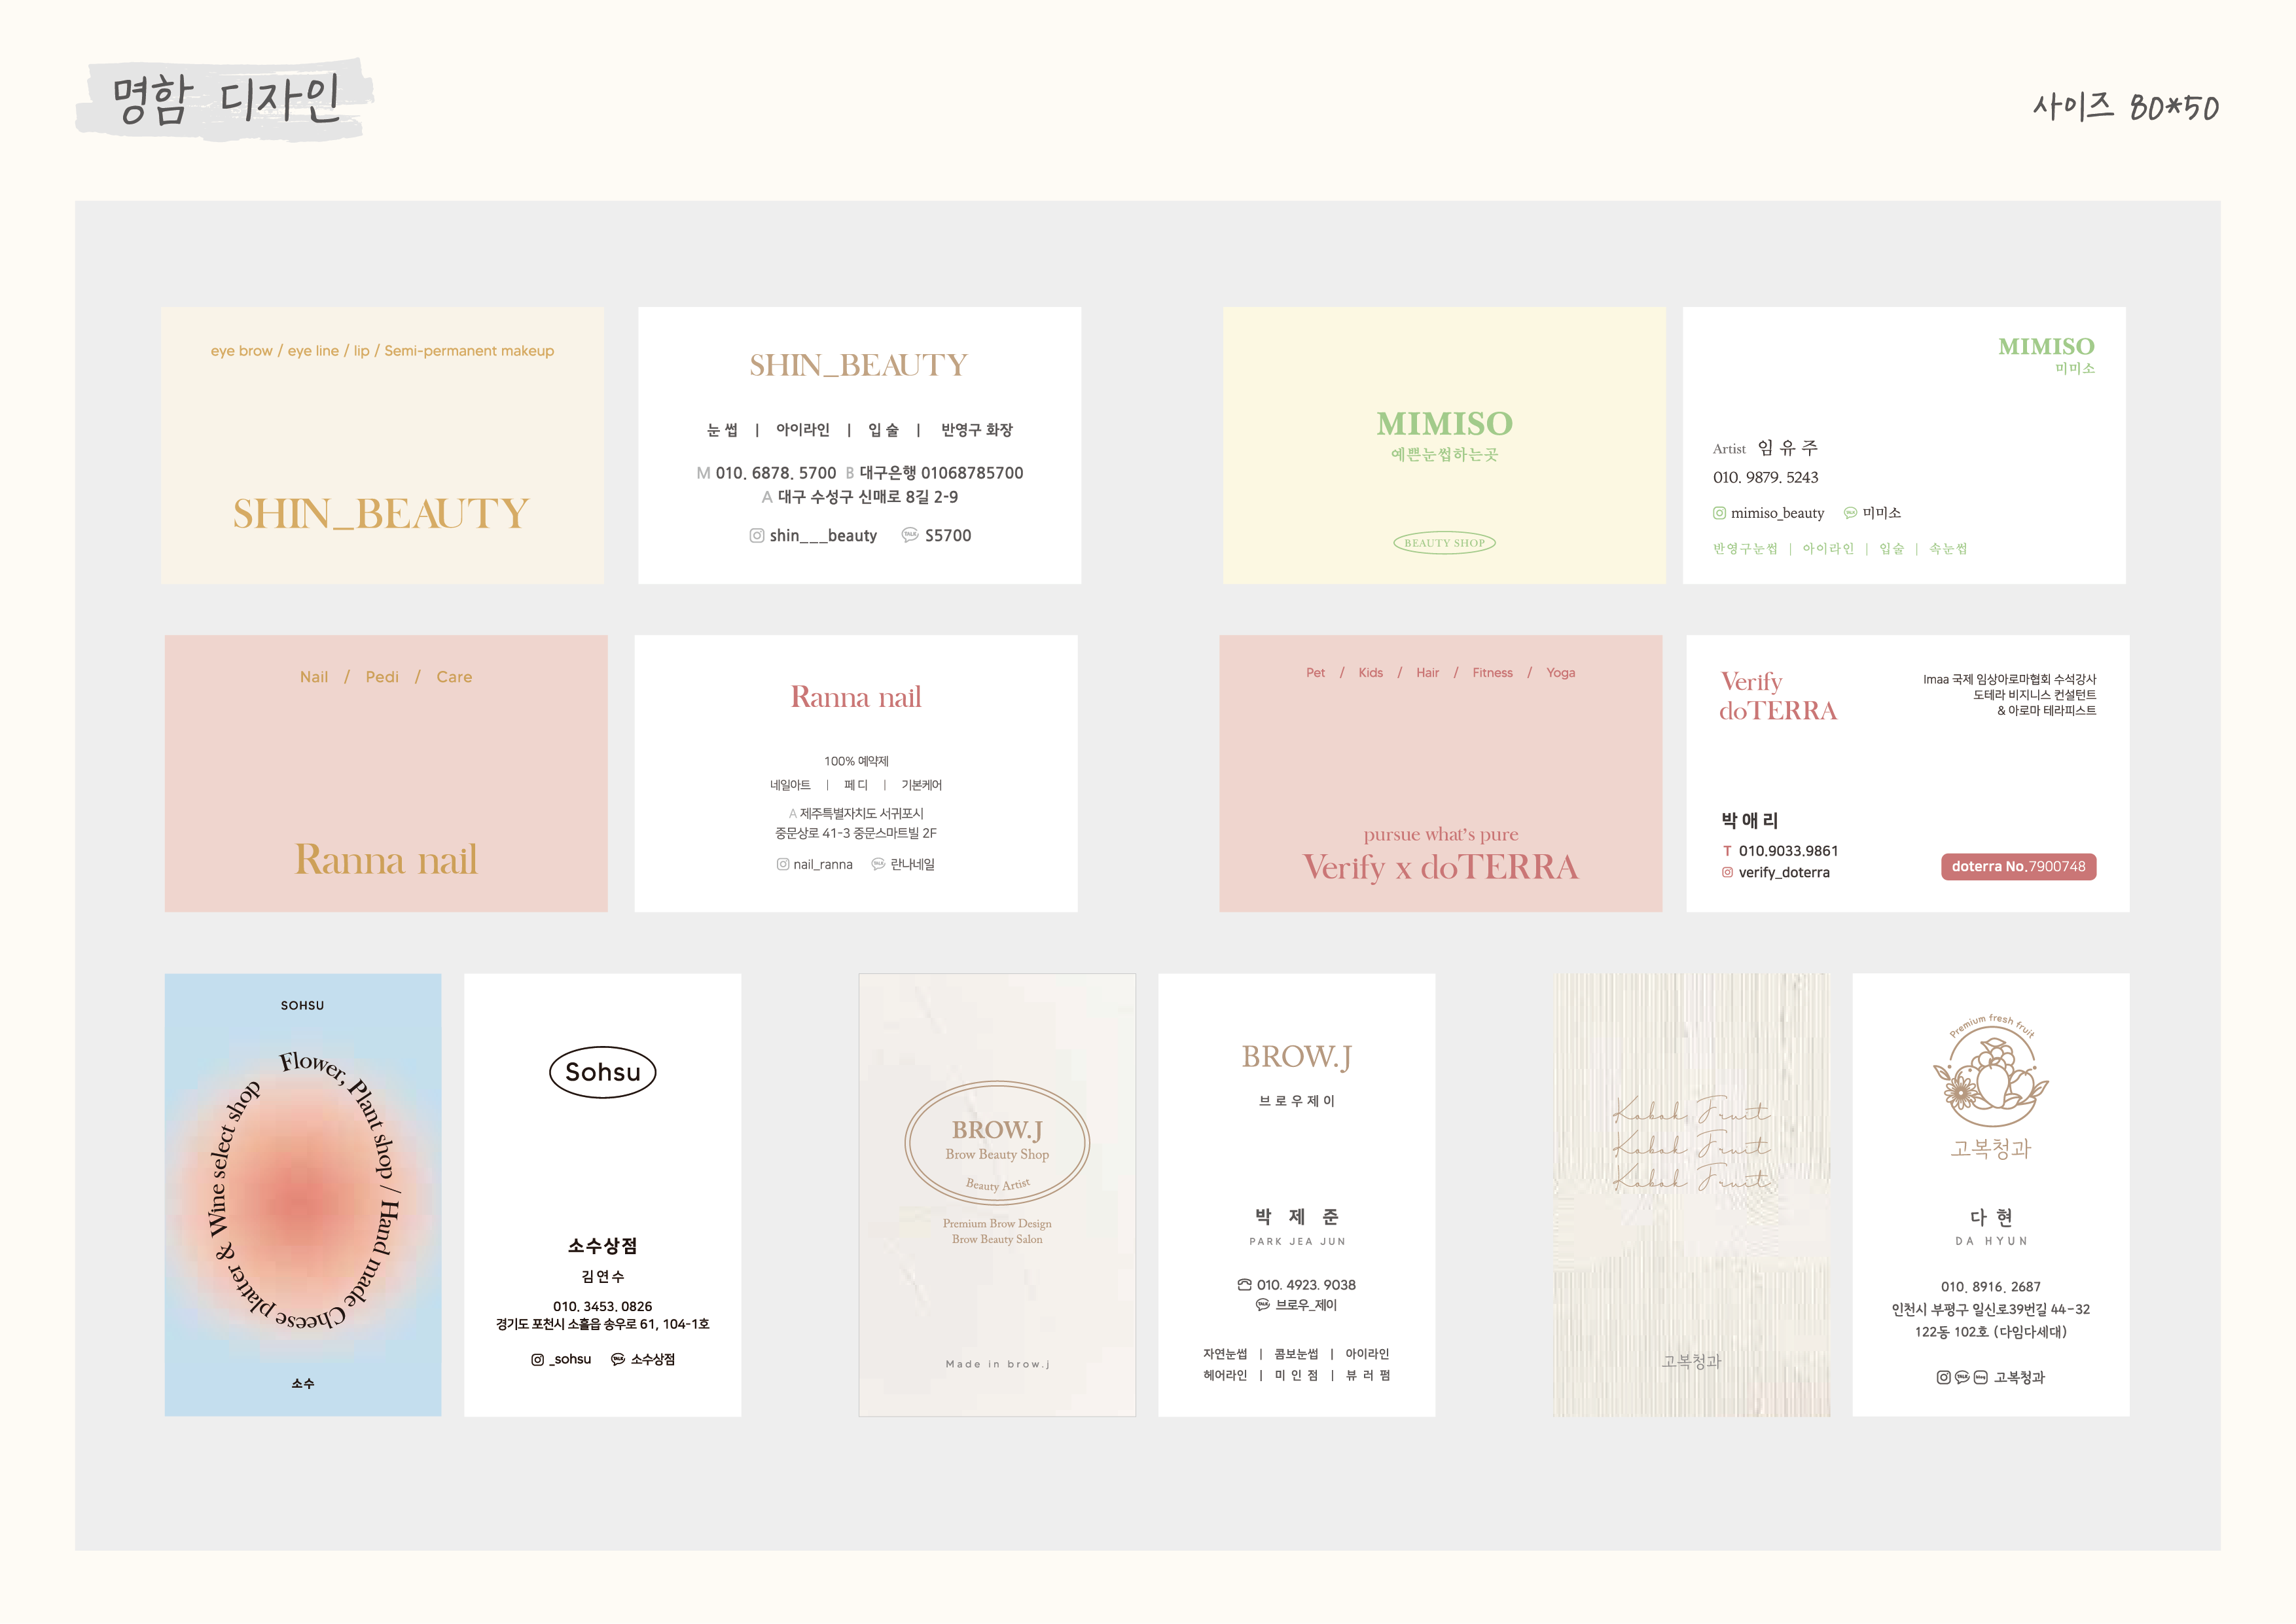 명함 디자인
사이즈 80*50
eye brow / eye line / lip / Semi-permanent makeup
SHIN_BEAUTY
SHIN_BEAUTY
눈 썹 | 아이라인 | 입 술 | 반영구 화장
M 010. 6878. 5700 B 대구은행 01068785700
A 대구 수성구 신매로 8길 2-9
shin___beauty TALK S5700
MIMISO
예쁜눈썹하는곳
BEAUTY SHOP
MIMISO
미미소
Artist 임 유 주
010. 9879. 5243
mimiso_beauty TALK 미미소
반영구눈썹 | 아이라인 | 입술 | 속눈썹
Nail / Pedi / Care
Ranna nail
Ranna nail
100% 예약제
네일아트 | 페 디 | 기본케어
A 제주특별자치도 서귀포시
중문상로 41-3 중문스마트빌 2F
nail_ranna TALK 란나네일
Pet / Kids / Hair / Fitness / Yoga
pursue what's pure
Verify x doTERRA
Verify
doTERRA
Imaa 국제 임상아로마협회 수석강사
도테라 비지니스 컨설턴트
& 아로마 테라피스트
박 애 리
T 010.9033.9861
verify_doterra
doterra No.7900748
SOHSU
Flower, Plant shop / Hand made Cheese platter & Wine select shop
소수
Sohsu
소수상점
김 연 수
010. 3453. 0826
경기도 포천시 소흘읍 송우로 61, 104-1호
_sohsu TALK 소수상점
BROW.J
Brow Beauty Shop
Beauty Artist
Premium Brow Design
Brow Beauty Salon
Made in brow.j
BROW.J
브로우제이
박 제 준
PARK JEA JUN
010. 4923. 9038
TALK 브로우_제이
자연눈썹 | 콤보눈썹 | 아이라인
헤어라인 | 미 인 점 | 뷰 러 펌
Kobok Fruit
Kobok Fruit
Kobok Fruit
고복청과
Premium fresh fruit
고복청과
다 현
DA HYUN
010. 8916. 2687
인천시 부평구 일신로39번길 44-32
122동 102호 (다임다세대)
TALK blog 고복청과